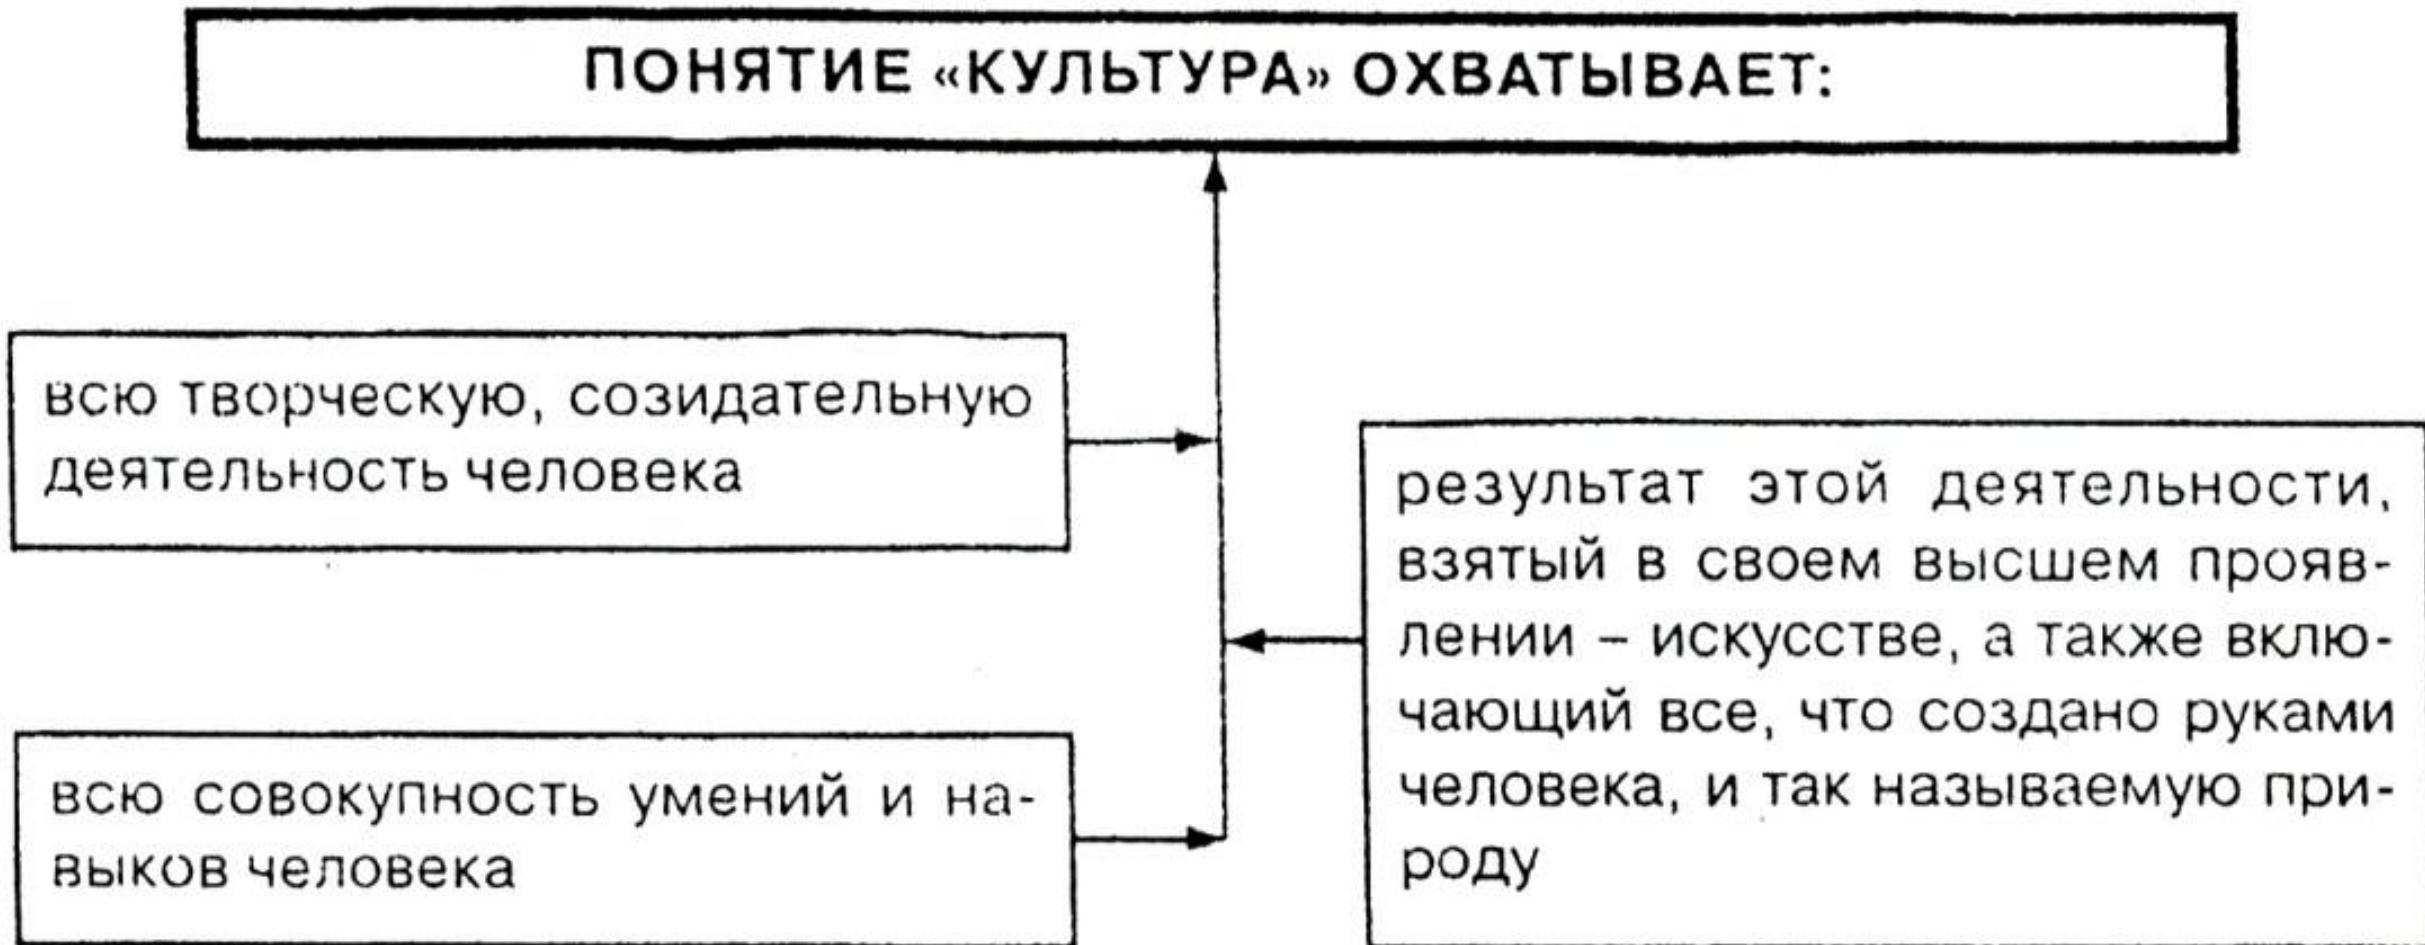 ПОНЯТИЕ «КУЛЬТУРА» ОХВАТЫВАЕТ:
всю творческую, созидательную
деятельность человека
результат этой деятельности,
взятый в своем высшем прояв-
лении – искусстве, а также вклю-
чающий все, что создано руками
человека, и так называемую при-
роду
всю совокупность умений и на-
выков человека